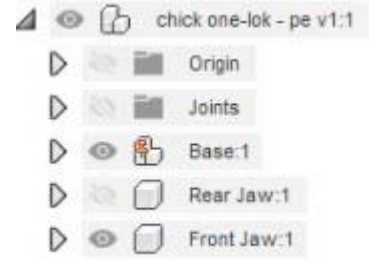 chick one-lok - pe v1:1
Origin
Joints
Base:1
Rear Jaw:1
Front Jaw:1